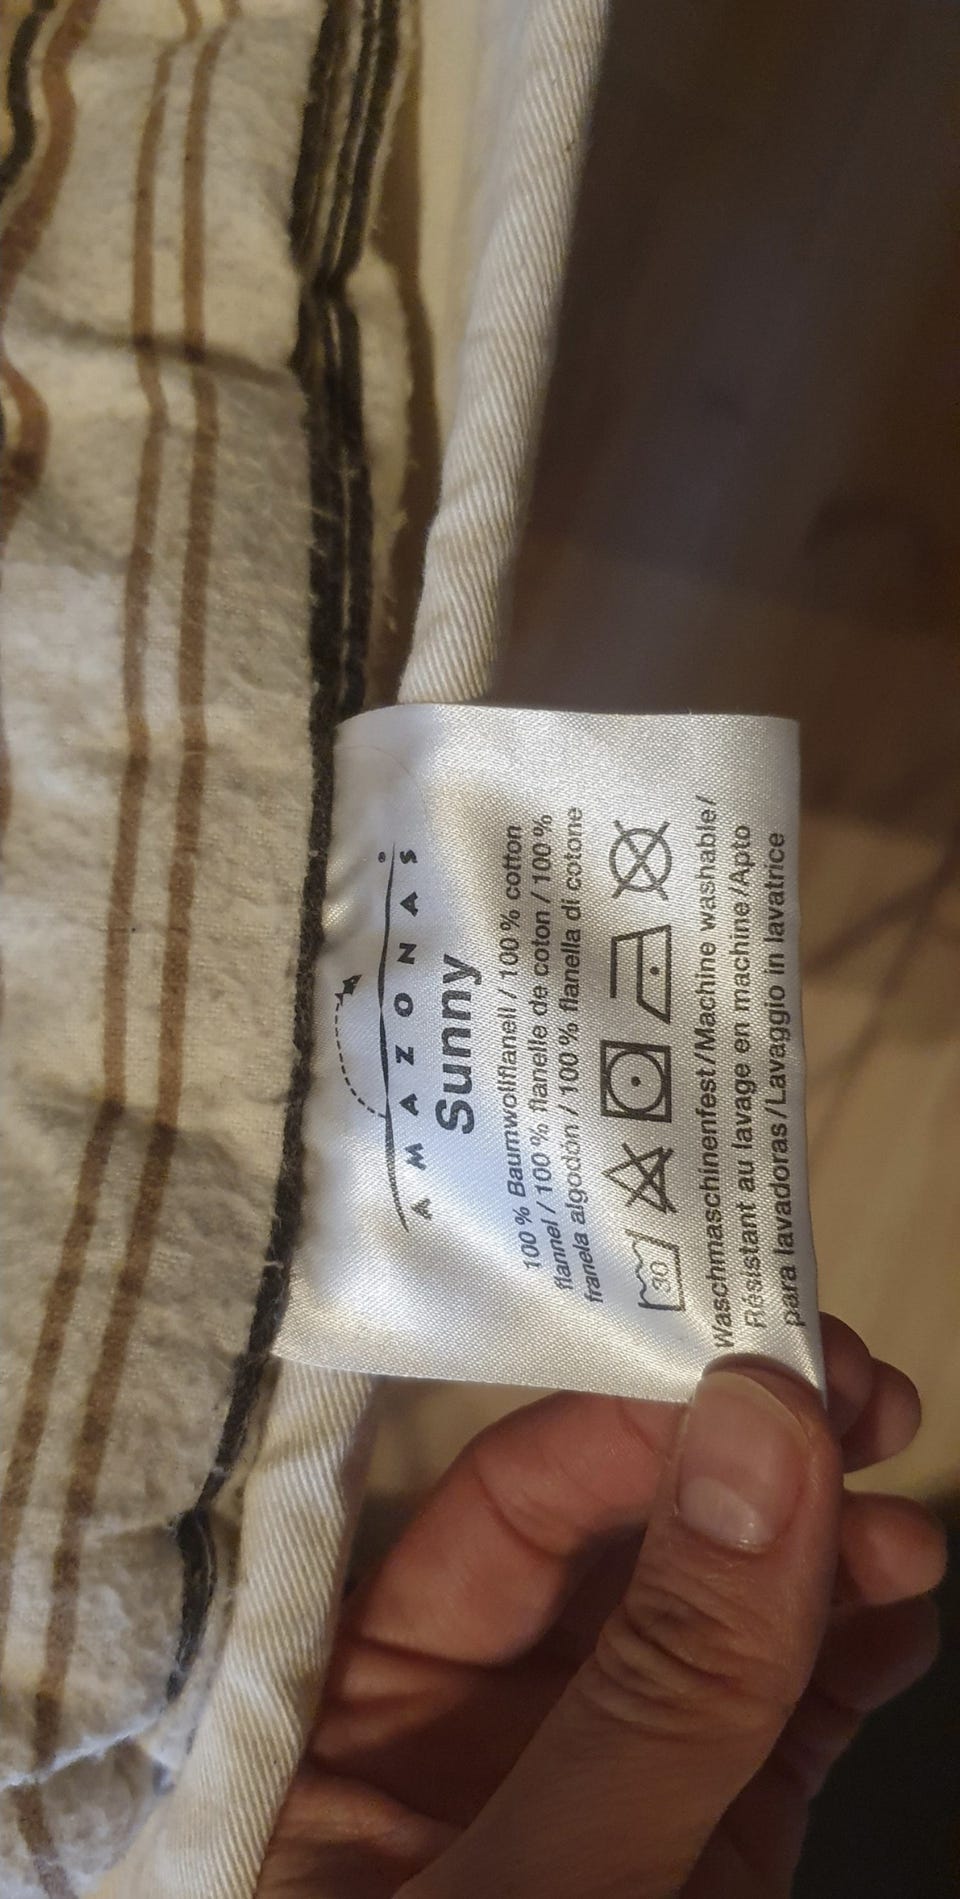 AMAZONAS
Sunny
100 % Baumwollflanell / 100 % cotton
flannel / 100 % flanelle de coton / 100 %
franela algodon / 100 % flanella di cotone
30
Waschmaschinenfest/Machine washable/
Résistant au lavage en machine/Apto
para lavadoras/Lavaggio in lavatrice